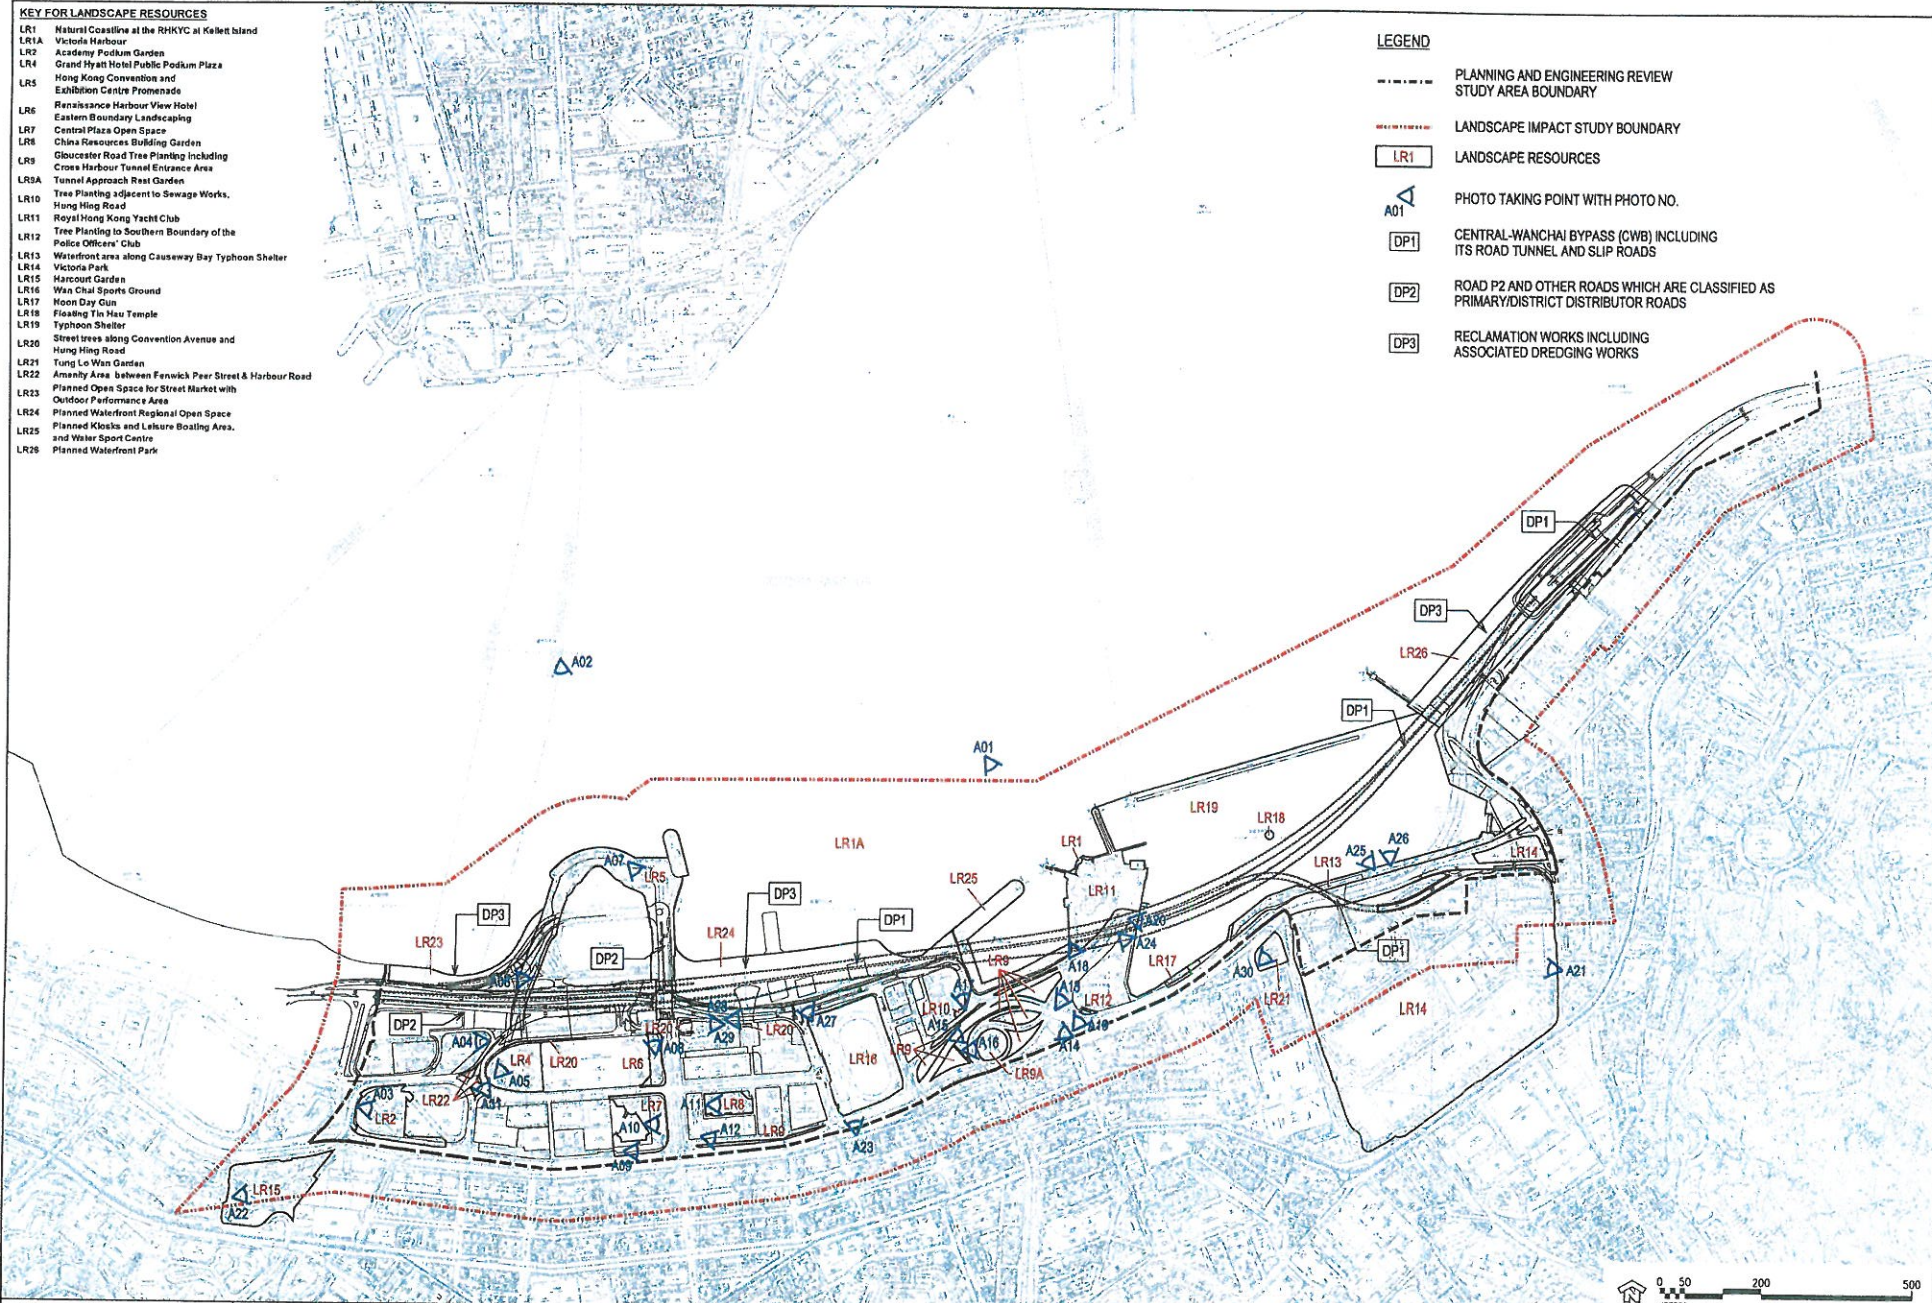 KEY FOR LANDSCAPE RESOURCES
LR1 Natural Coastline at the RHKYC at Kellett Island
LR1A Victoria Harbour
LR2 Academy Podium Garden
LR4 Grand Hyatt Hotel Public Podium Plaza
LR5 Hong Kong Convention and
Exhibition Centre Promenade
LR6 Renaissance Harbour View Hotel
Eastern Boundary Landscaping
LR7 Central Plaza Open Space
LR8 China Resources Building Garden
LR9 Gloucester Road Tree Planting including
Cross Harbour Tunnel Entrance Area
LR9A Tunnel Approach Rest Garden
LR10 Tree Planting adjacent to Sewage Works,
Hung Hing Road
LR11 Royal Hong Kong Yacht Club
LR12 Tree Planting to Southern Boundary of the
Police Officers' Club
LR13 Waterfront area along Causeway Bay Typhoon Shelter
LR14 Victoria Park
LR15 Harcourt Garden
LR16 Wan Chai Sports Ground
LR17 Noon Day Gun
LR18 Floating Tin Hau Temple
LR19 Typhoon Shelter
LR20 Street trees along Convention Avenue and
Hung Hing Road
LR21 Tung Lo Wan Garden
LR22 Amenity Area between Fenwick Peer Street & Harbour Road
LR23 Planned Open Space for Street Market with
Outdoor Performance Area
LR24 Planned Waterfront Regional Open Space
LR25 Planned Kiosks and Leisure Boating Area,
and Water Sport Centre
LR26 Planned Waterfront Park
LEGEND
PLANNING AND ENGINEERING REVIEW
STUDY AREA BOUNDARY
LANDSCAPE IMPACT STUDY BOUNDARY
LR1 LANDSCAPE RESOURCES
A01 PHOTO TAKING POINT WITH PHOTO NO.
DP1 CENTRAL-WANCHAI BYPASS (CWB) INCLUDING
ITS ROAD TUNNEL AND SLIP ROADS
DP2 ROAD P2 AND OTHER ROADS WHICH ARE CLASSIFIED AS
PRIMARY/DISTRICT DISTRIBUTOR ROADS
DP3 RECLAMATION WORKS INCLUDING
ASSOCIATED DREDGING WORKS
DP1
DP3
LR26
A02
DP1
A01
LR19
LR18
LR1A
LR1
A26
A25
LR14
LR13
A07
LR5
LR25
LR11
DP3
DP3
DP1
A20
LR23
LR24
A24
DP1
DP2
A18
LR9
LR17
A30
A21
A06
LR21
LR14
LR10
A13
LR12
DP2
LR20
A29
LR20
A27
A15
A19
A04
A14
LR4
LR20
LR6
A08
LR16
LR9
A16
A05
LR9A
A03
LR22
A31
LR2
LR7
A11
LR8
A10
A12
LR9
A23
A09
LR15
A22
N
0 50 200 500